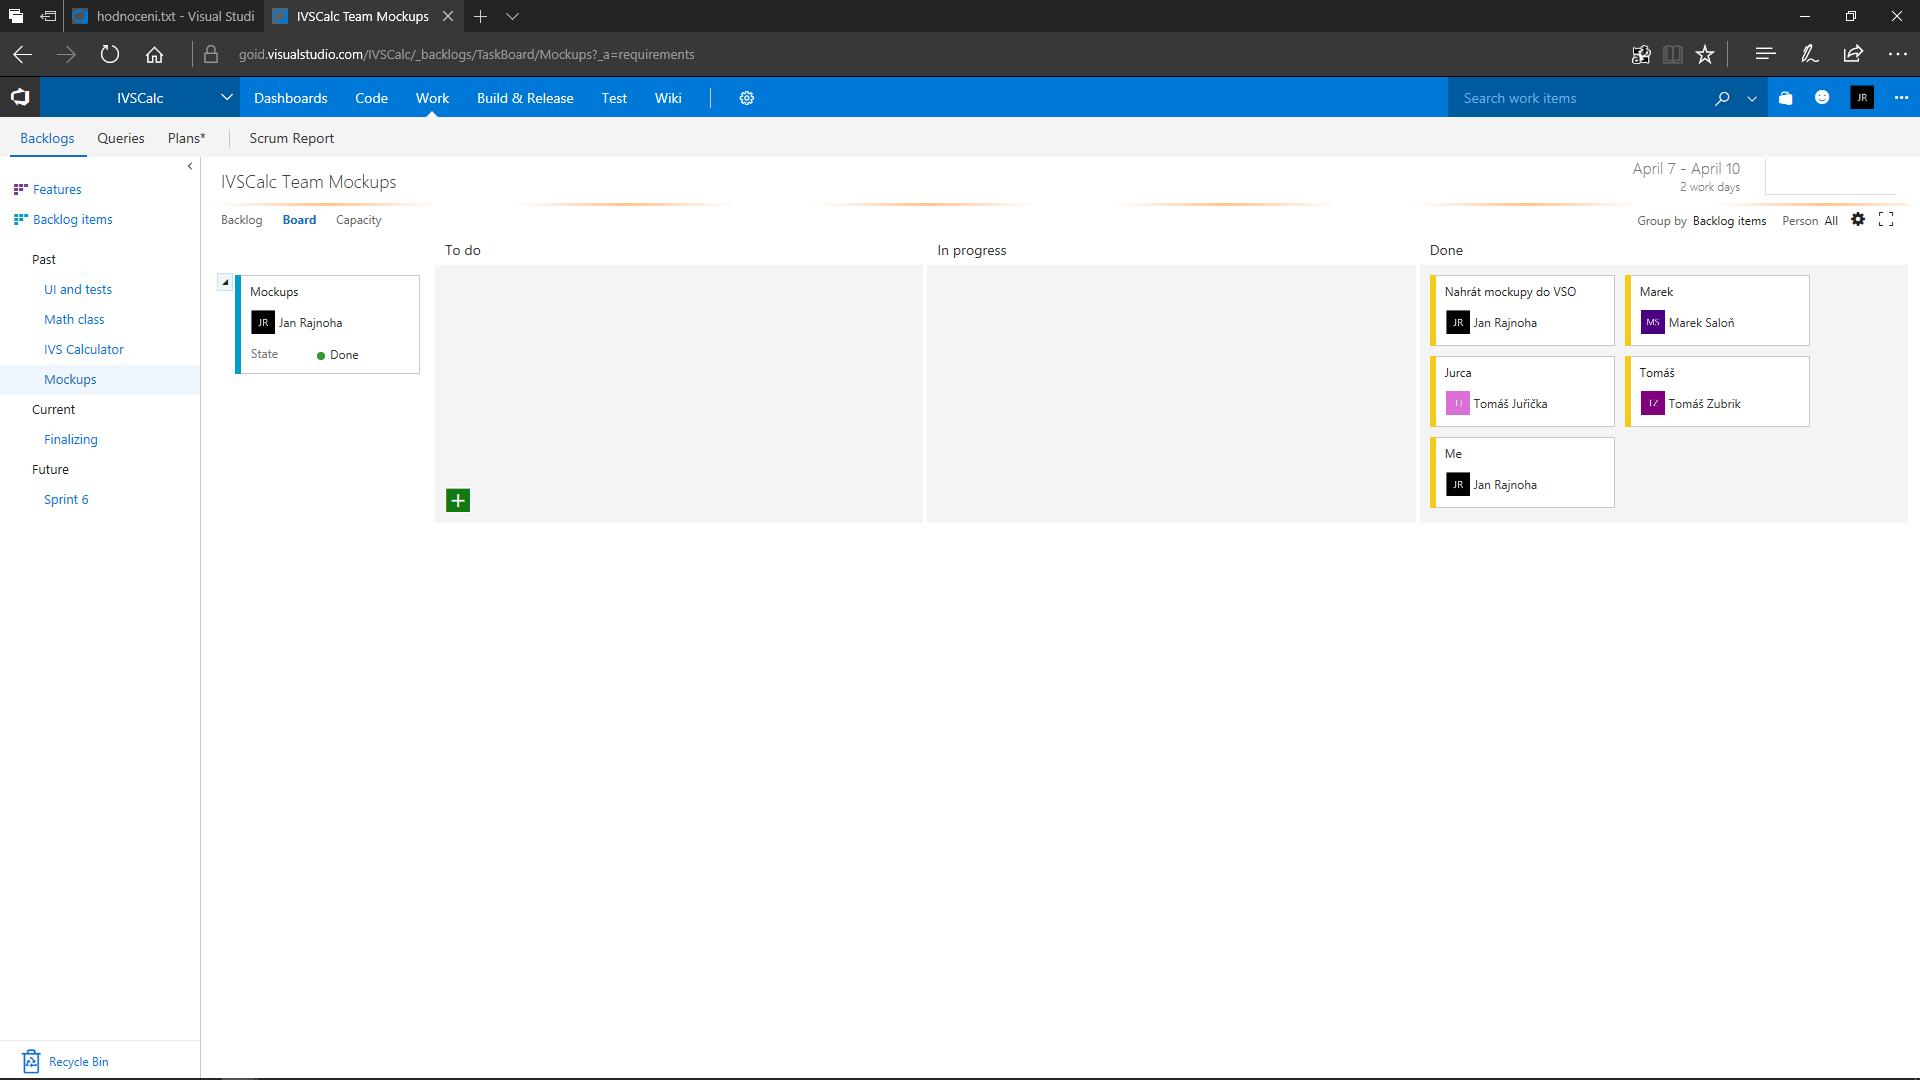 hodnoceni.txt - Visual Studi
IVSCalc Team Mockups
goid.visualstudio.com/IVSCalc/_backlogs/TaskBoard/Mockups?_a=requirements
IVSCalc
Dashboards
Code
Work
Build & Release
Test
Wiki
Search work items
JR
Backlogs
Queries
Plans*
Scrum Report
Features
Backlog items
Past
UI and tests
Math class
IVS Calculator
Mockups
Current
Finalizing
Future
Sprint 6
Recycle Bin
IVSCalc Team Mockups
April 7 - April 10
2 work days
Backlog
Board
Capacity
Group by Backlog items
Person All
To do
In progress
Done
Mockups
JR Jan Rajnoha
State Done
Nahrát mockupy do VSO
JR Jan Rajnoha
Marek
MS Marek Saloň
Jurca
TJ Tomáš Juřička
Tomáš
TZ Tomáš Zubrik
Me
JR Jan Rajnoha